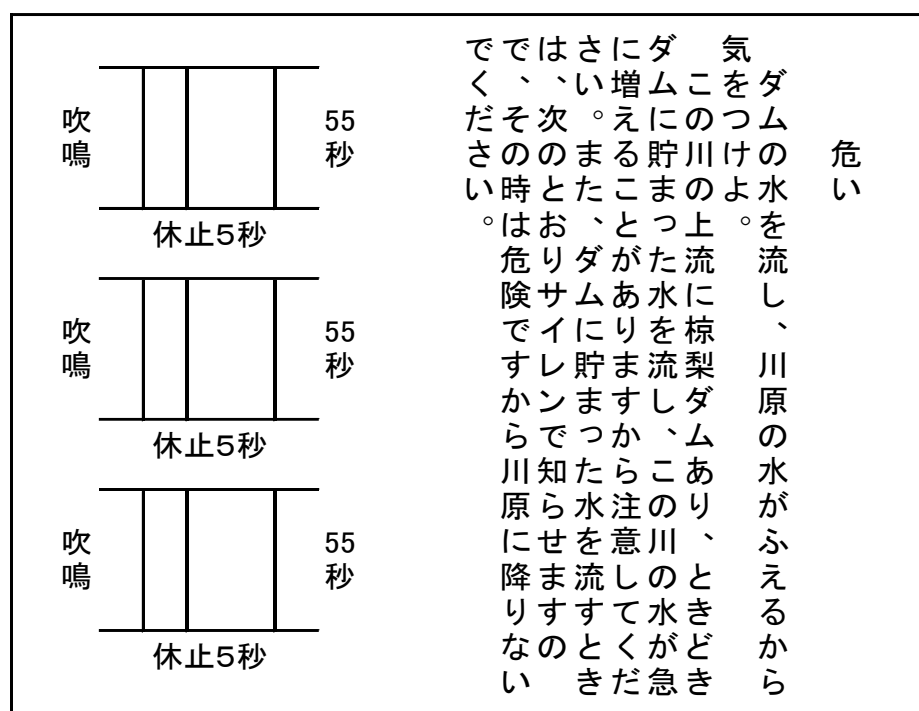 危い
ダムの水を流し、川原の水がふえるから
気をつけよ。
この川の上流に椋梨ダムあり、ときどき
ダムに貯まった水を流し、この川の水が急
に増えることがありますから注意してくだ
さい。また、ダムに貯まった水を流すとき
は、次のとおりサイレンで知らせますの
で、その時は危険ですから川原に降りない
でください。
吹鳴
55秒
休止5秒
吹鳴
55秒
休止5秒
吹鳴
55秒
休止5秒